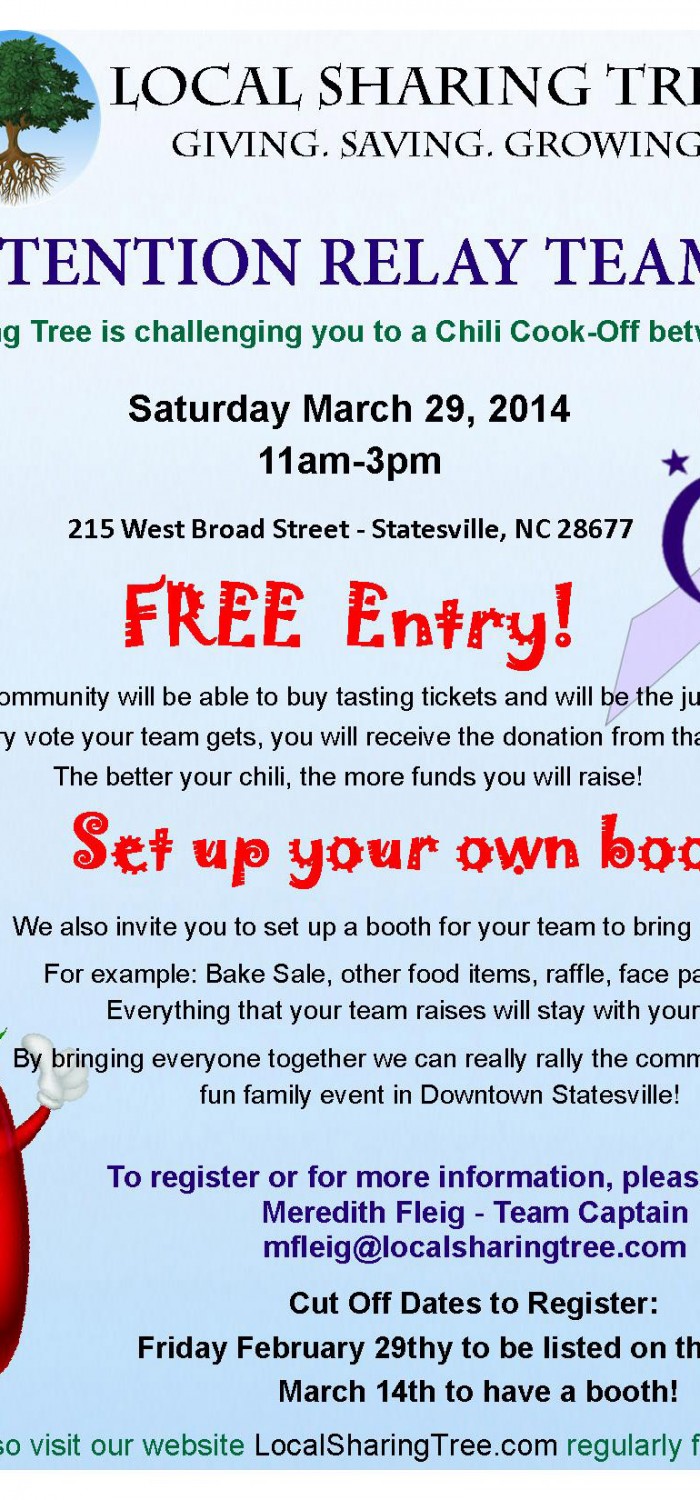 LOCAL SHARING TR
GIVING. SAVING. GROWING
TENTION RELAY TEAM
g Tree is challenging you to a Chili Cook-Off betw
Saturday March 29, 2014
11am-3pm
215 West Broad Street - Statesville, NC 28677
FREE Entry!
ommunity will be able to buy tasting tickets and will be the ju
ry vote your team gets, you will receive the donation from tha
The better your chili, the more funds you will raise!
Set up your own boo
We also invite you to set up a booth for your team to bring
For example: Bake Sale, other food items, raffle, face pa
Everything that your team raises will stay with your
By bringing everyone together we can really rally the comm
fun family event in Downtown Statesville!
To register or for more information, pleas
Meredith Fleig - Team Captain
mfleig@localsharingtree.com
Cut Off Dates to Register:
Friday February 29thy to be listed on th
March 14th to have a booth!
so visit our website LocalSharingTree.com regularly f